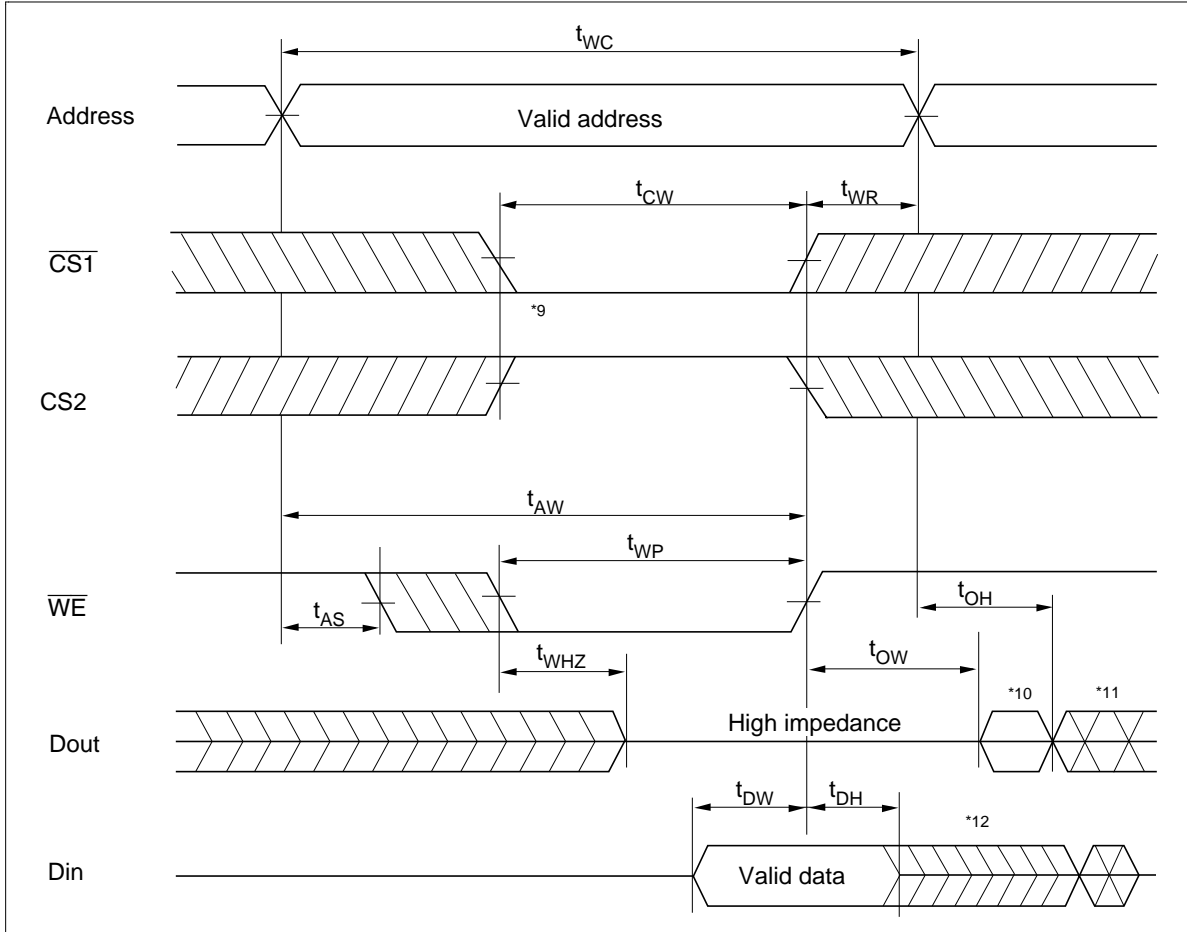 tWC
Address
Valid address
tCW
tWR
CS1
*9
CS2
tAW
tWP
WE
tAS
tOH
tWHZ
tOW
*10
*11
Dout
High impedance
tDW
tDH
*12
Din
Valid data